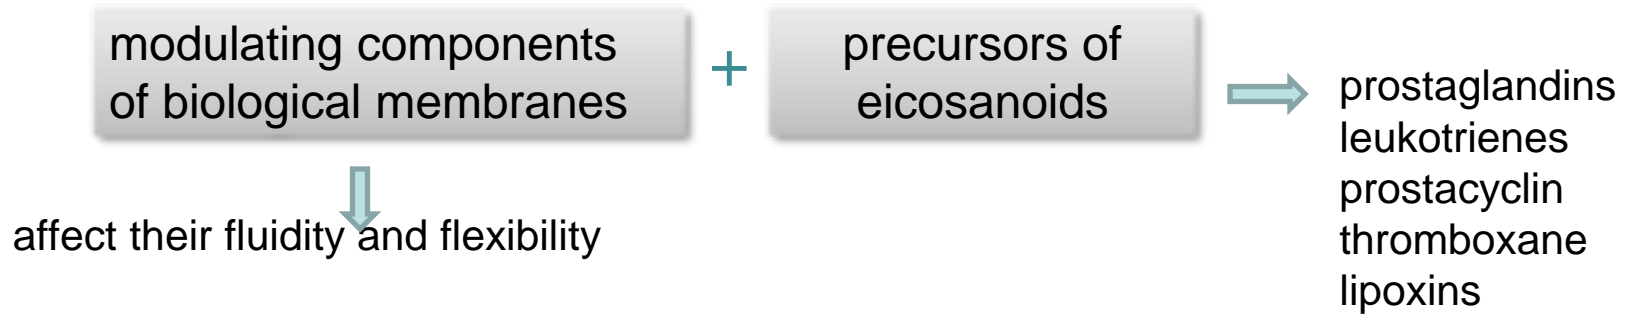 modulating components
of biological membranes
+
precursors of
eicosanoids
prostaglandins
leukotrienes
prostacyclin
thromboxane
lipoxins
affect their fluidity and flexibility